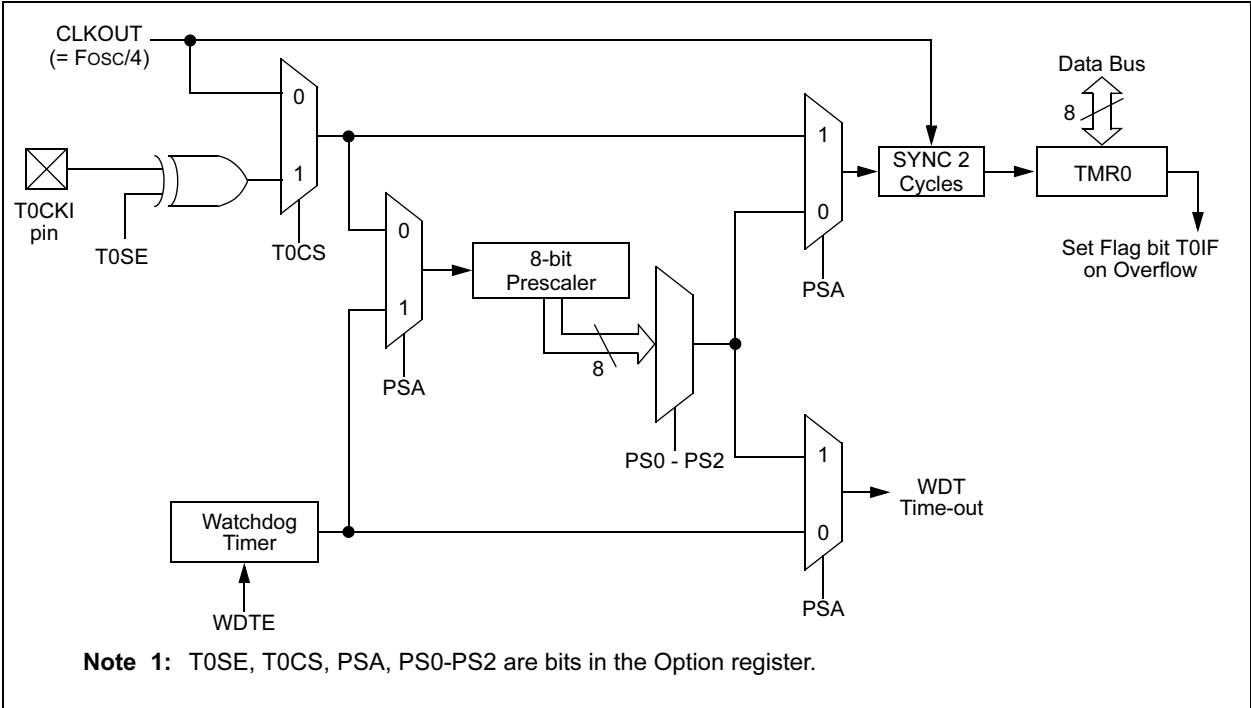 CLKOUT
(= FOSC/4)
Data Bus
8
0
1
1
0
SYNC 2
Cycles
TMR0
T0CKI
pin
T0SE
T0CS
0
1
8-bit
Prescaler
8
PSA
PSA
Set Flag bit T0IF
on Overflow
PS0 - PS2
1
0
WDT
Time-out
Watchdog
Timer
WDTE
PSA
Note 1: T0SE, T0CS, PSA, PS0-PS2 are bits in the Option register.